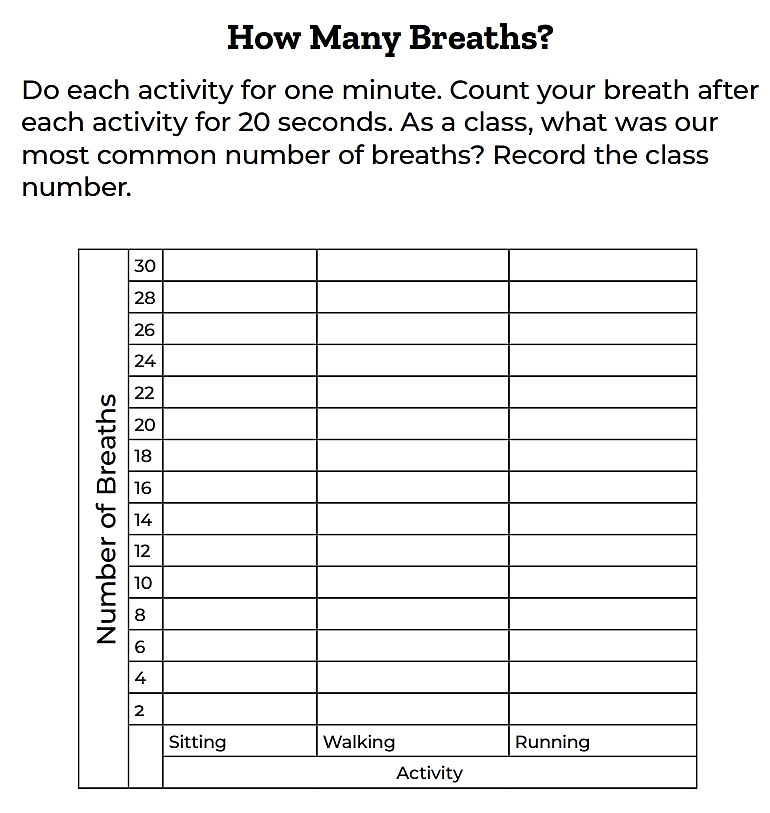 How Many Breaths?
Do each activity for one minute. Count your breath after
each activity for 20 seconds. As a class, what was our
most common number of breaths? Record the class
number.
Number of Breaths
30
28
26
24
22
20
18
16
14
12
10
8
6
4
2
Sitting Walking Running
Activity